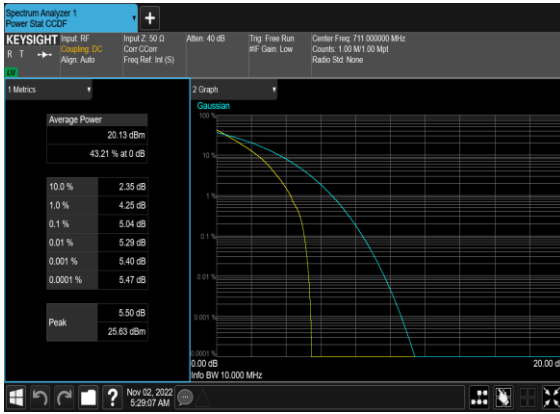 Spectrum Analyzer 1
Power Stat CCDF
KEYSIGHT
R T
LXI
Input: RF
Coupling: DC
Align: Auto
Input Z: 50 Ω
Corr CCorr
Freq Ref: Int (S)
Atten: 40 dB
Trig: Free Run
#IF Gain: Low
Center Freq: 711.000000 MHz
Counts: 1.00 M/1.00 Mpt
Radio Std: None
1 Metrics
Average Power
20.13 dBm
43.21 % at 0 dB
10.0 % 2.35 dB
1.0 % 4.25 dB
0.1 % 5.04 dB
0.01 % 5.29 dB
0.001 % 5.40 dB
0.0001 % 5.47 dB
Peak
5.50 dB
25.63 dBm
2 Graph
Gaussian
100 %
10 %
1 %
0.1 %
0.01 %
0.001 %
0.0001 %
0.00 dB
20.00 d
Info BW 10.000 MHz
?
Nov 02, 2022
5:29:07 AM